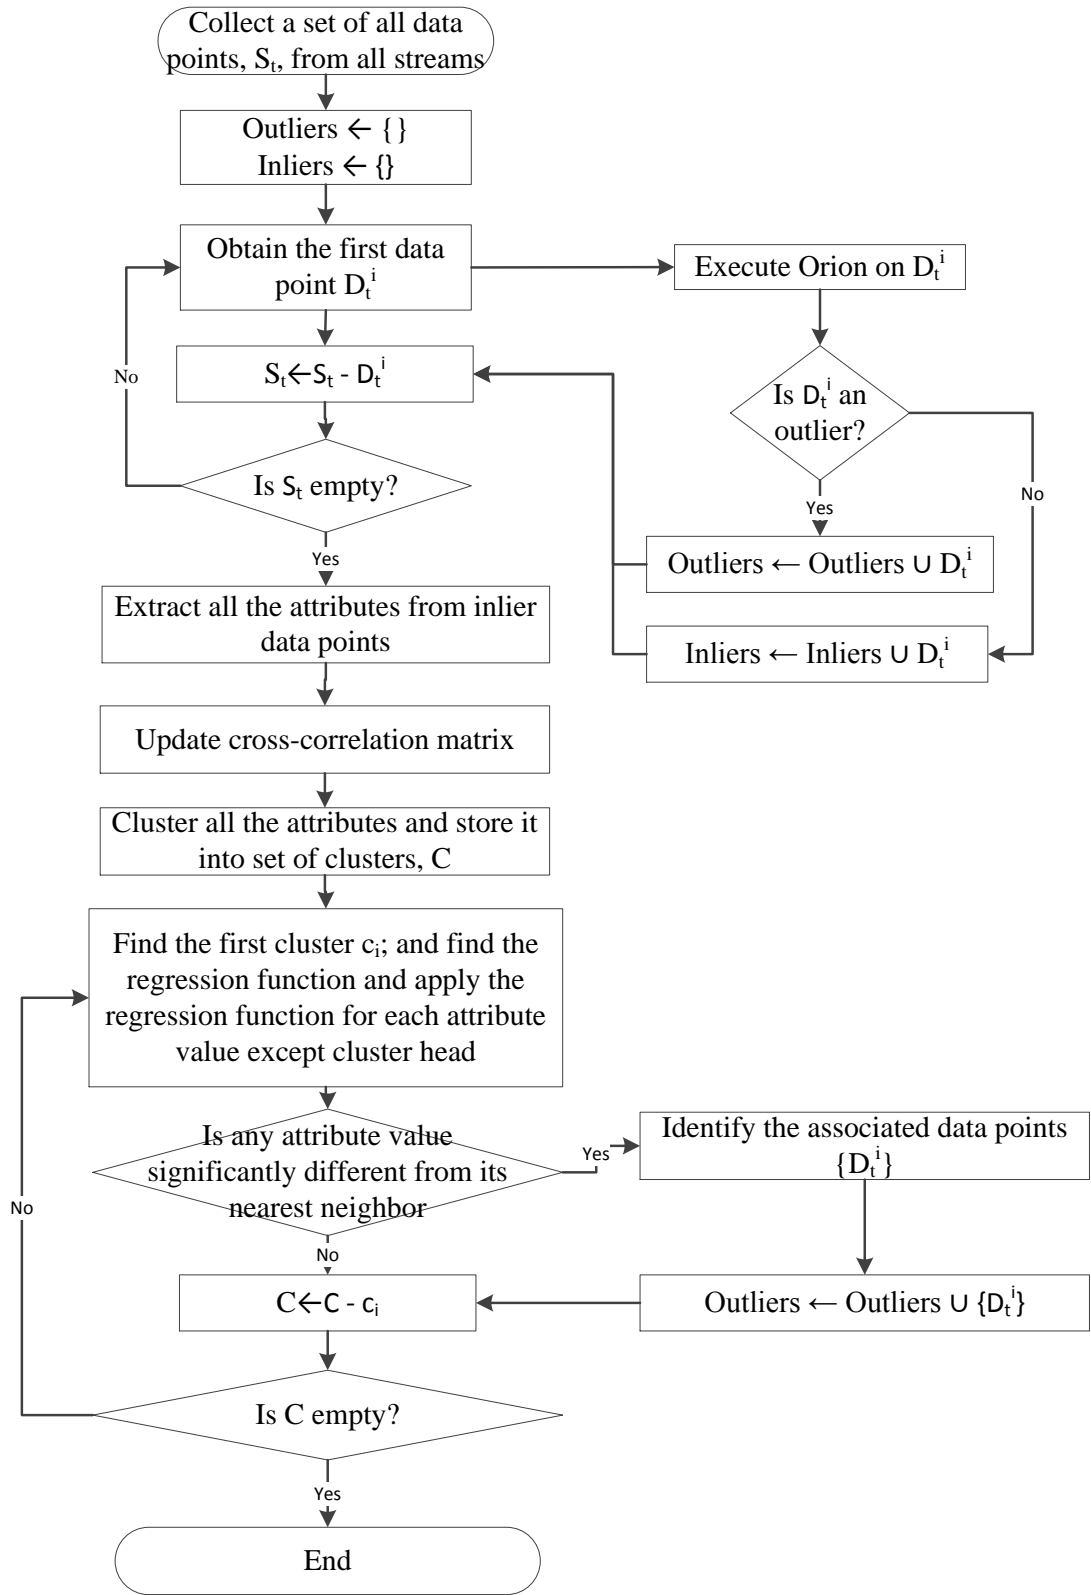 Collect a set of all data
points, Sₜ, from all streams
Outliers ← { }
Inliers ← {}
Obtain the first data
point Dₜⁱ
Execute Orion on Dₜⁱ
No
Sₜ←Sₜ - Dₜⁱ
Is Dₜⁱ an
outlier?
Is Sₜ empty?
No
Yes
Outliers ← Outliers ∪ Dₜⁱ
Yes
Extract all the attributes from inlier
data points
Inliers ← Inliers ∪ Dₜⁱ
Update cross-correlation matrix
Cluster all the attributes and store it
into set of clusters, C
Find the first cluster cᵢ; and find the
regression function and apply the
regression function for each attribute
value except cluster head
Is any attribute value
significantly different from its
nearest neighbor
Yes
Identify the associated data points
{Dₜⁱ}
No
No
C←C - cᵢ
Outliers ← Outliers ∪ {Dₜⁱ}
Is C empty?
Yes
End